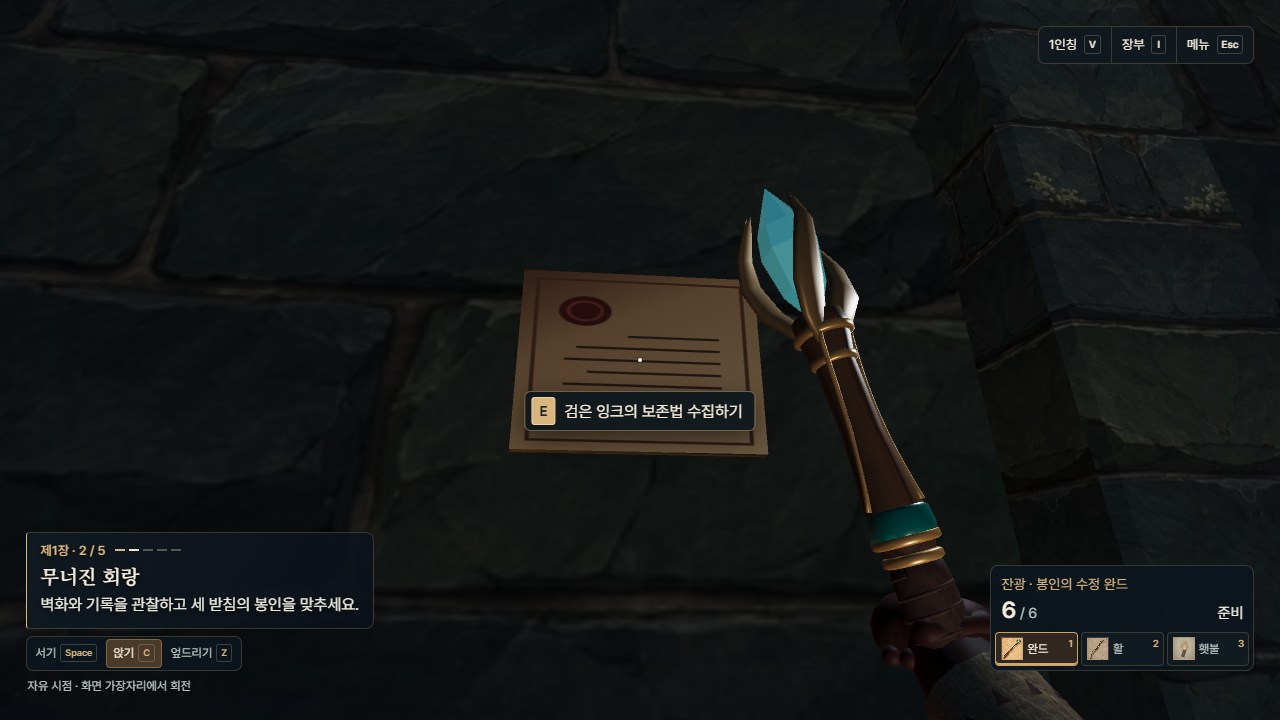 1인칭 V 장부 I 메뉴 Esc
E 검은 잉크의 보존법 수집하기
제1장 · 2 / 5
무너진 회랑
벽화와 기록을 관찰하고 세 받침의 봉인을 맞추세요.
서기 Space 앉기 C 엎드리기 Z
자유 시점 · 화면 가장자리에서 회전
잔광 · 봉인의 수정 완드
6 / 6 준비
완드 1 활 2 횃불 3